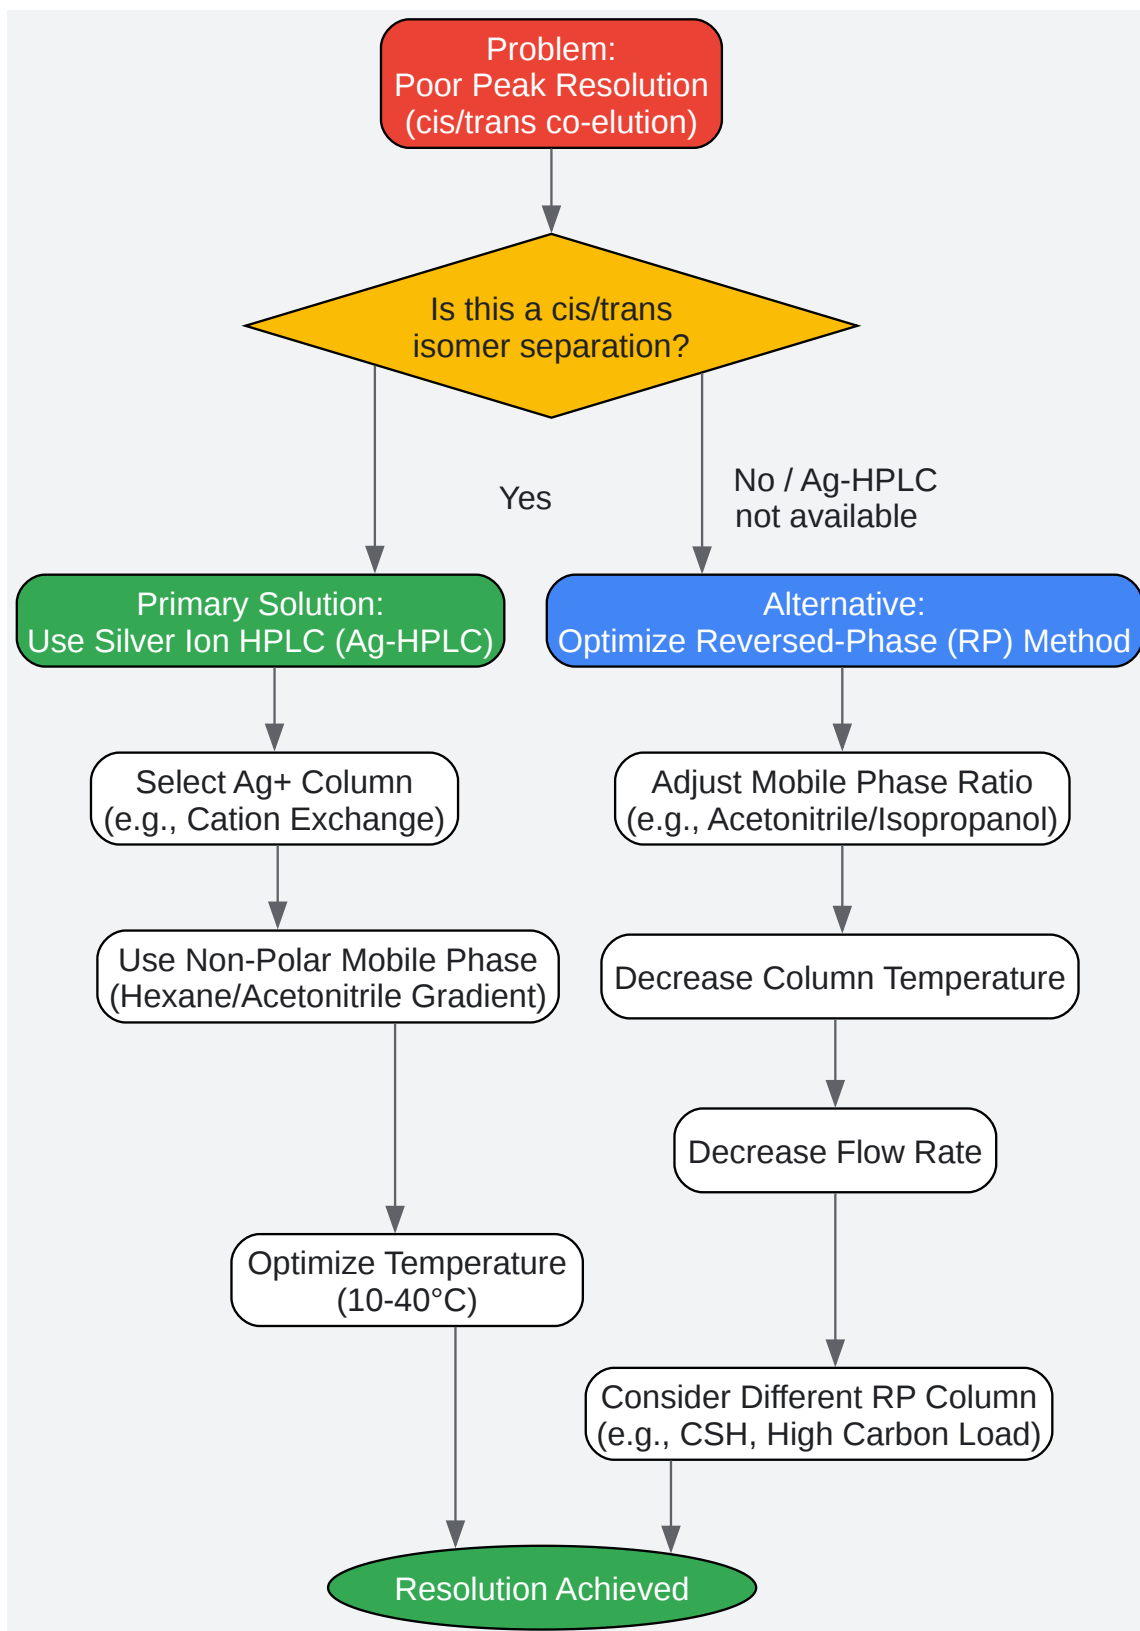 Problem:
Poor Peak Resolution
(cis/trans co-elution)
Is this a cis/trans
isomer separation?
Yes
No / Ag-HPLC
not available
Primary Solution:
Use Silver Ion HPLC (Ag-HPLC)
Alternative:
Optimize Reversed-Phase (RP) Method
Select Ag+ Column
(e.g., Cation Exchange)
Adjust Mobile Phase Ratio
(e.g., Acetonitrile/Isopropanol)
Use Non-Polar Mobile Phase
(Hexane/Acetonitrile Gradient)
Decrease Column Temperature
Decrease Flow Rate
Optimize Temperature
(10-40°C)
Consider Different RP Column
(e.g., CSH, High Carbon Load)
Resolution Achieved